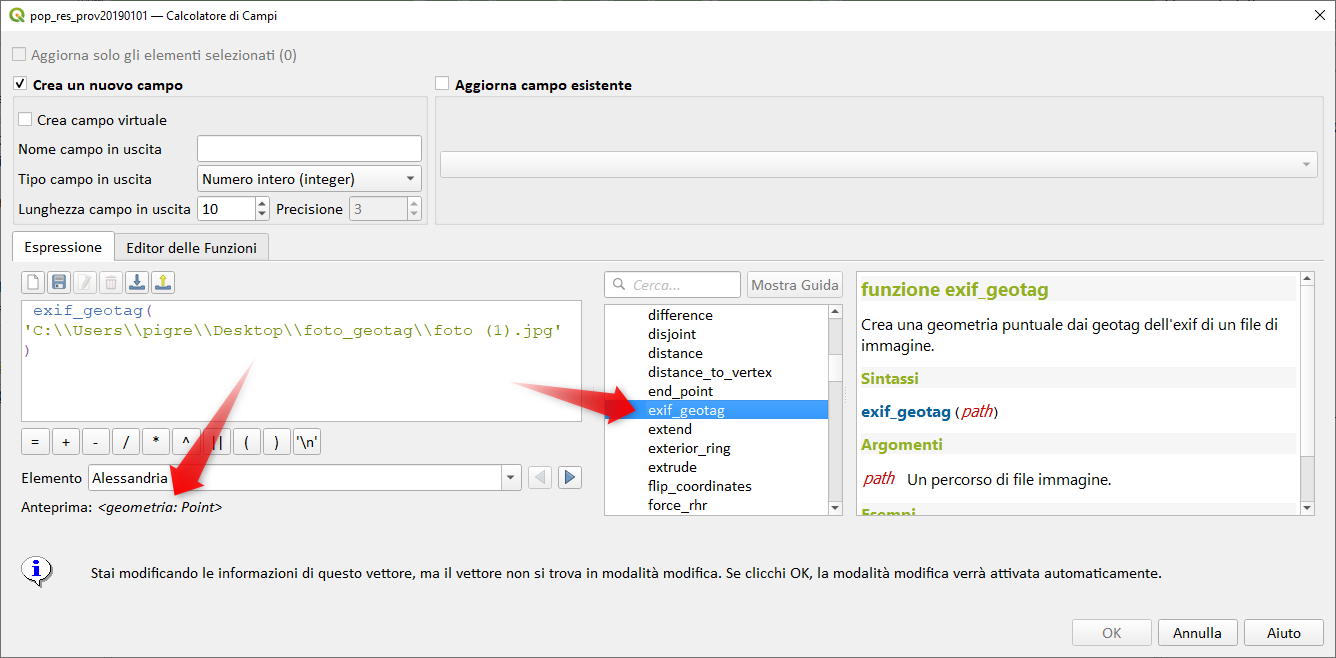 pop_res_prov20190101 — Calcolatore di Campi
Aggiorna solo gli elementi selezionati (0)
Crea un nuovo campo
Aggiorna campo esistente
Crea campo virtuale
Nome campo in uscita
Tipo campo in uscita
Numero intero (integer)
Lunghezza campo in uscita
10
Precisione
3
Espressione
Editor delle Funzioni
exif_geotag(
'C:\\Users\\pigre\\Desktop\\foto_geotag\\foto (1).jpg'
)
= + - / * ^ || ( ) '\n'
Elemento
Alessandria
Anteprima: <geometria: Point>
Cerca...
Mostra Guida
difference
disjoint
distance
distance_to_vertex
end_point
exif_geotag
extend
exterior_ring
extrude
flip_coordinates
force_rhr
funzione exif_geotag
Crea una geometria puntuale dai geotag dell'exif di un file di
immagine.
Sintassi
exif_geotag (path)
Argomenti
path Un percorso di file immagine.
Esempi
Stai modificando le informazioni di questo vettore, ma il vettore non si trova in modalità modifica. Se clicchi OK, la modalità modifica verrà attivata automaticamente.
OK
Annulla
Aiuto